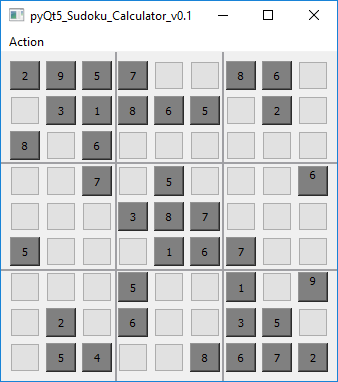 pyQt5_Sudoku_Calculator_v0.1
Action
2 9 5 7 8 6
3 1 8 6 5 2
8 6
7 5 6
3 8 7
5 1 6 7
5 1 9
2 6 3 5
5 4 8 6 7 2